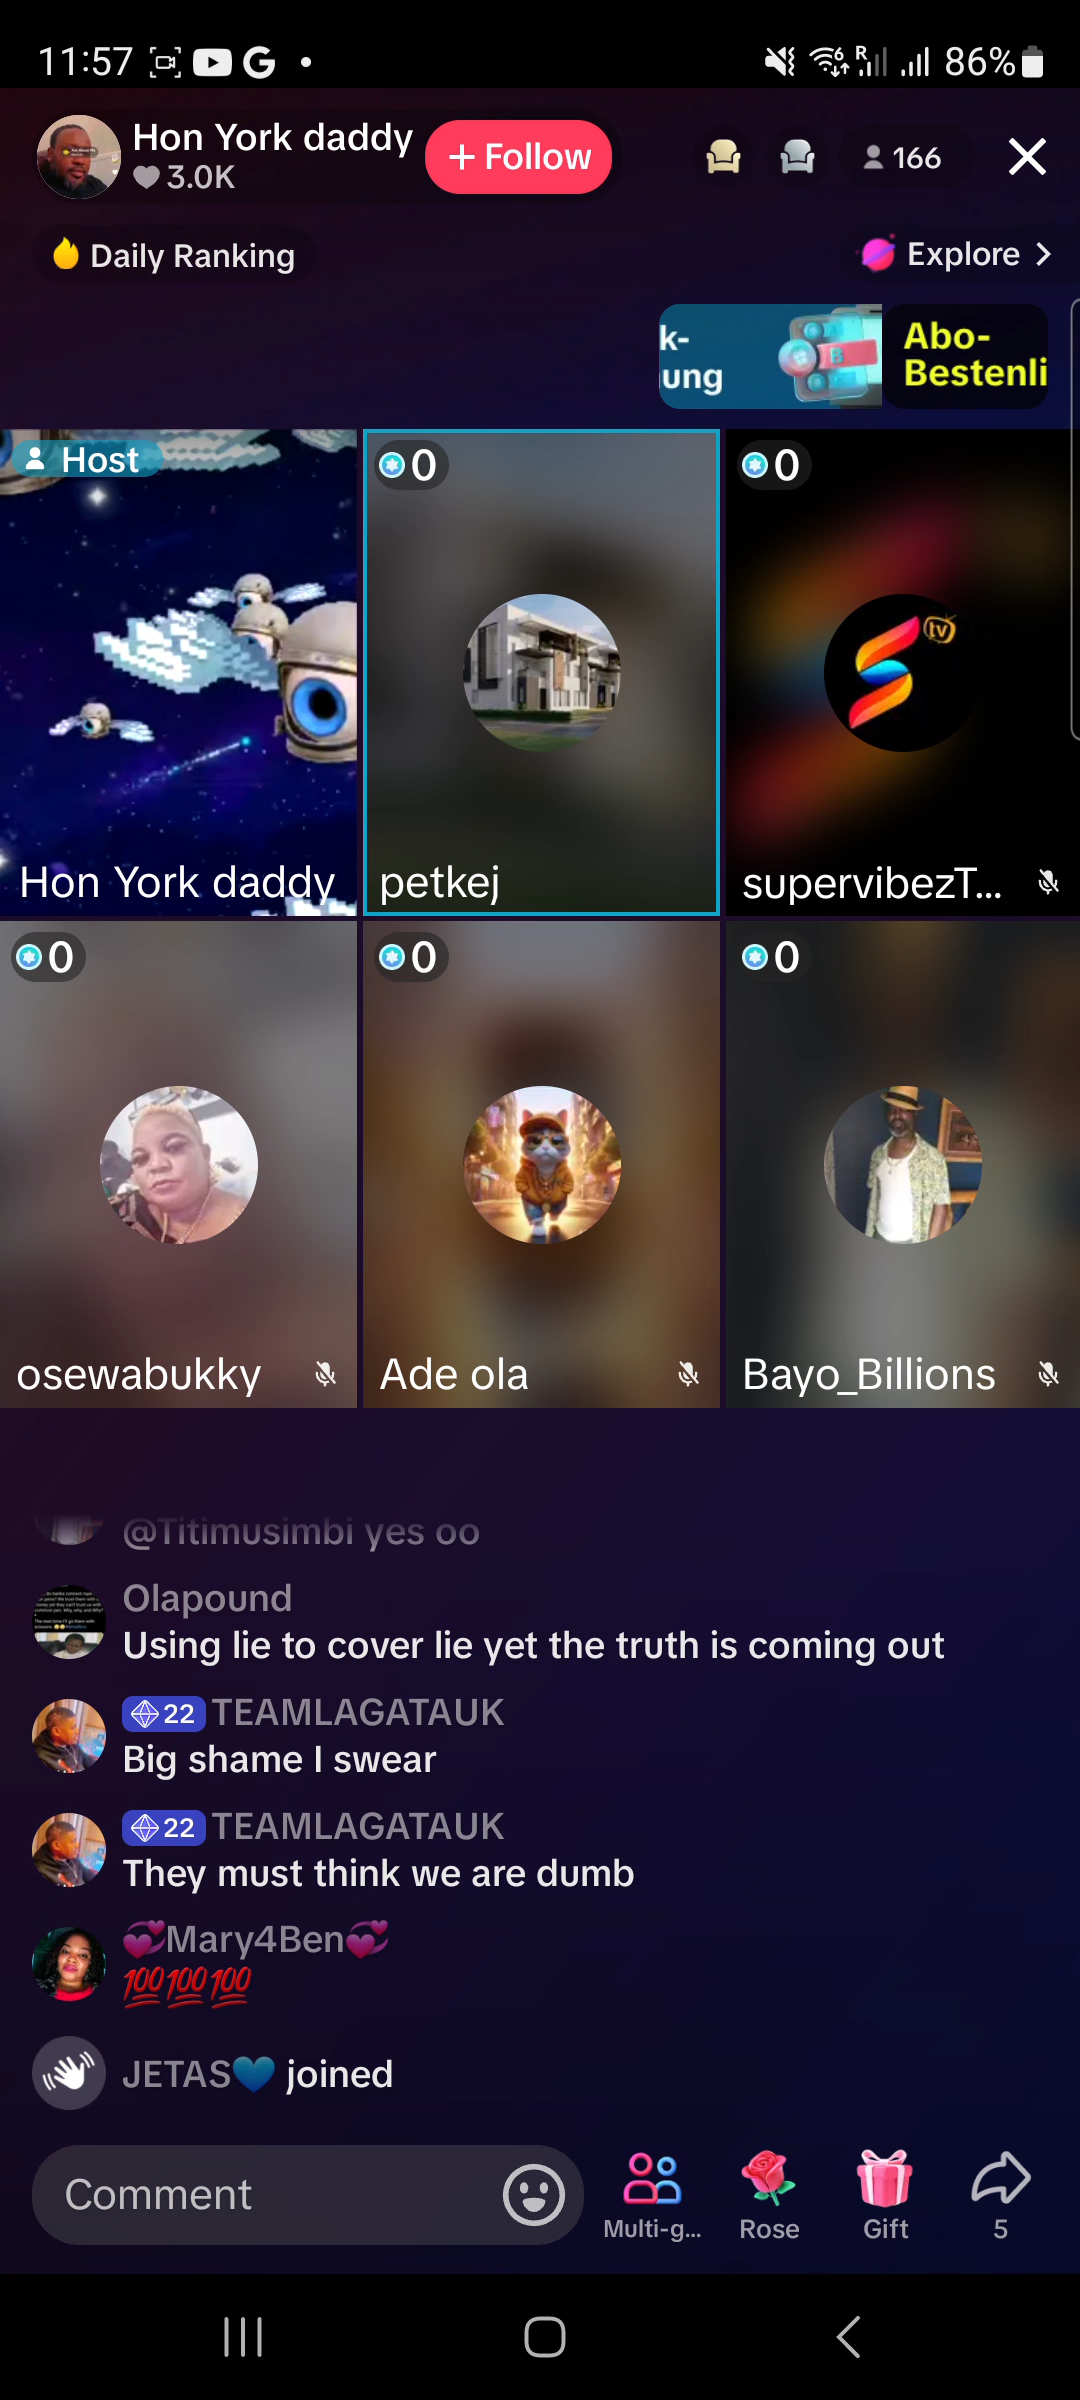 11:57
86%
Hon York daddy
3.0K
+ Follow
166
Daily Ranking
Explore
k-
ung
Abo-
Bestenli
Host
0
0
tv
Hon York daddy
petkej
supervibezT...
0
0
0
osewabukky
Ade ola
Bayo_Billions
@Titimusimbi yes oo
Olapound
Using lie to cover lie yet the truth is coming out
22 TEAMLAGATAUK
Big shame I swear
22 TEAMLAGATAUK
They must think we are dumb
💞Mary4Ben💞
💯💯💯
JETAS💙 joined
Comment
Multi-g...
Rose
Gift
5